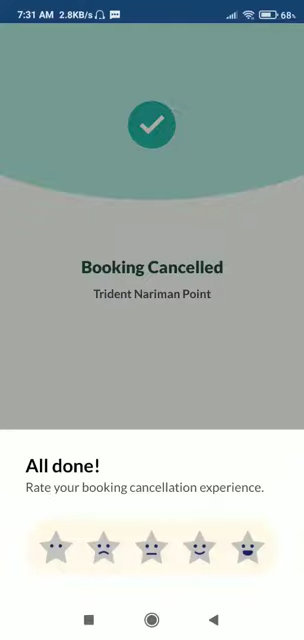 7:31 AM 2.8KB/s 68%
Booking Cancelled
Trident Nariman Point
All done!
Rate your booking cancellation experience.